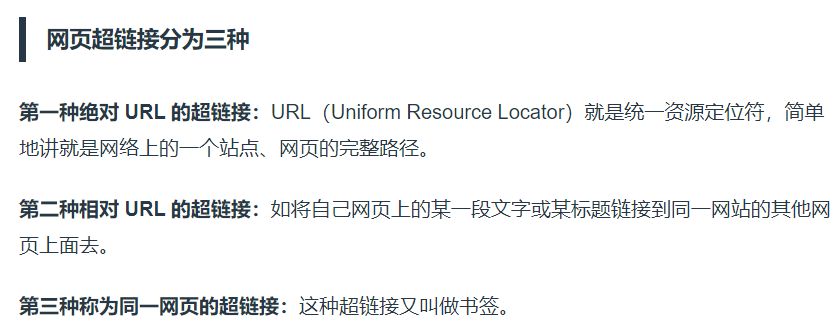 网页超链接分为三种
第一种绝对 URL 的超链接：URL（Uniform Resource Locator）就是统一资源定位符，简单
地讲就是网络上的一个站点、网页的完整路径。
第二种相对 URL 的超链接：如将自己网页上的某一段文字或某标题链接到同一网站的其他网
页上面去。
第三种称为同一网页的超链接：这种超链接又叫做书签。